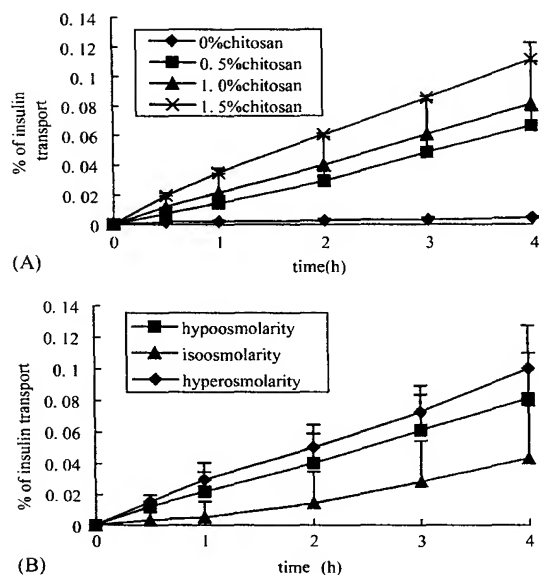 0. 14
0. 12
0. 1
0. 08
0. 06
0. 04
0. 02
0
% of insulin
transport
0%chitosan
0. 5%chitosan
1. 0%chitosan
1. 5%chitosan
0 1 2 3 4
time(h)
(A)
0. 14
0. 12
0. 1
0. 08
0. 06
0. 04
0. 02
0
% of insulin transport
hypoosmolarity
isoosmolarity
hyperosmolarity
0 1 2 3 4
time (h)
(B)